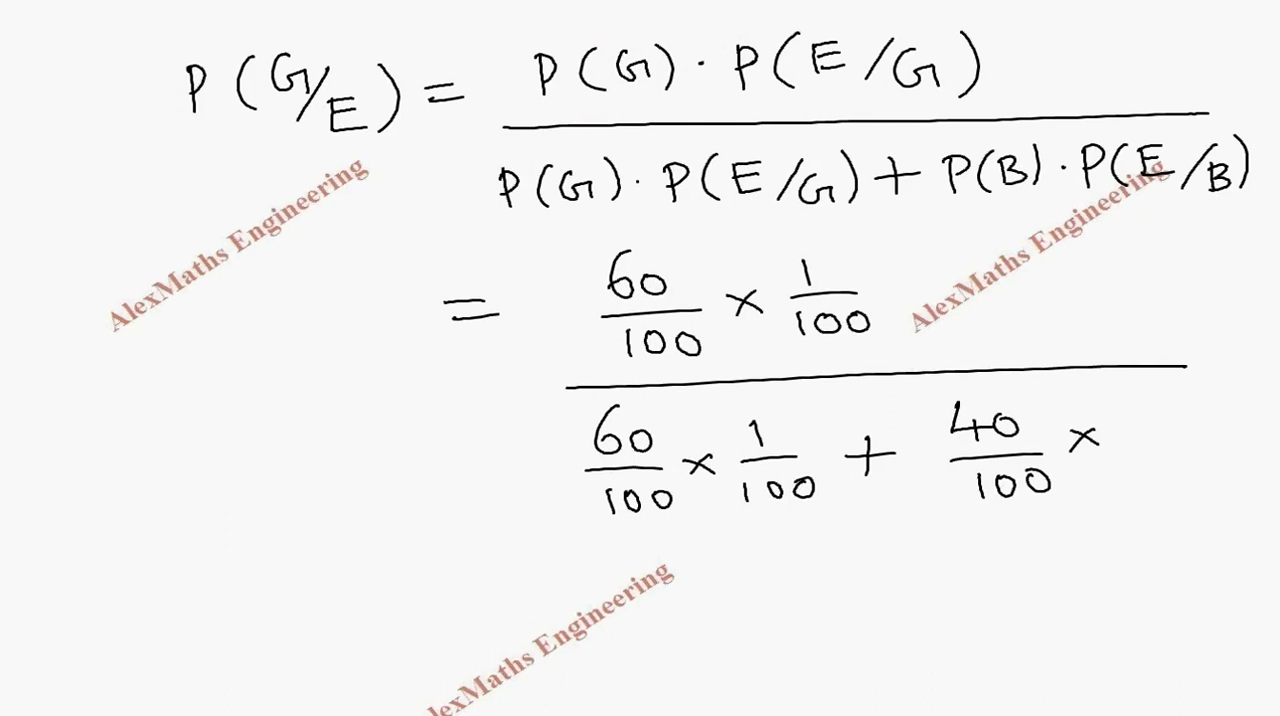 P(G/E) = P(G) · P(E/G)
P(G) · P(E/G) + P(B) · P(E/B)
= 60/100 × 1/100
60/100 × 1/100 + 40/100 ×
AlexMaths Engineering
AlexMaths Engineering
lexMaths Engineering